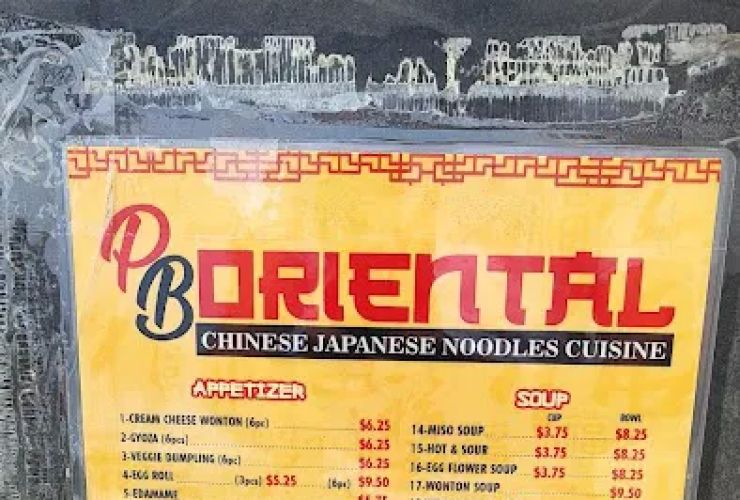 PB ORIENTAL
CHINESE JAPANESE NOODLES CUISINE
APPETIZER
1-CREAM CHEESE WONTON (6pc) $6.25
2-GYOZA (6pcs) $6.25
3-VEGGIE DUMPLING (6pc) $6.25
4-EGG ROLL (3pcs) $5.25 (6pc) $9.50
5-EDAMAME
SOUP
CUP BOWL
14-MISO SOUP $3.75 $8.25
15-HOT & SOUR $3.75 $8.25
16-EGG FLOWER SOUP $3.75 $8.25
17-WONTON SOUP $9.50